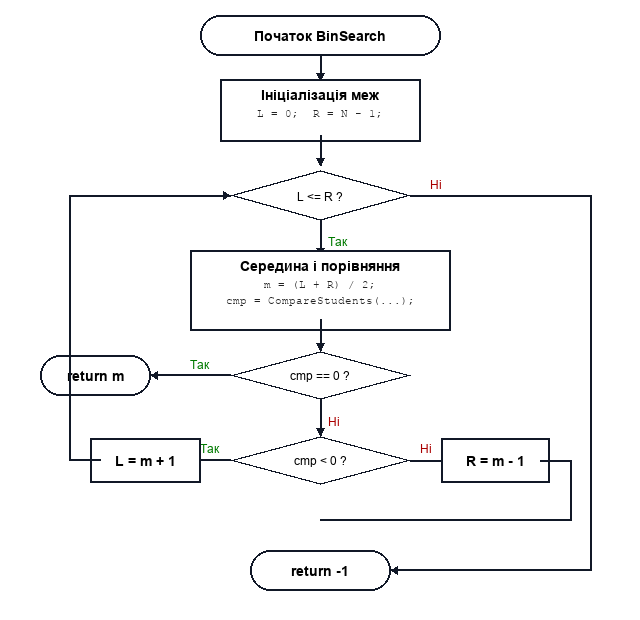 Початок BinSearch
Ініціалізація меж
L = 0;  R = N - 1;
L <= R ?
Ні
Так
Середина і порівняння
m = (L + R) / 2;
cmp = CompareStudents(...);
Так
cmp == 0 ?
return m
Ні
L = m + 1
Так
cmp < 0 ?
Ні
R = m - 1
return -1